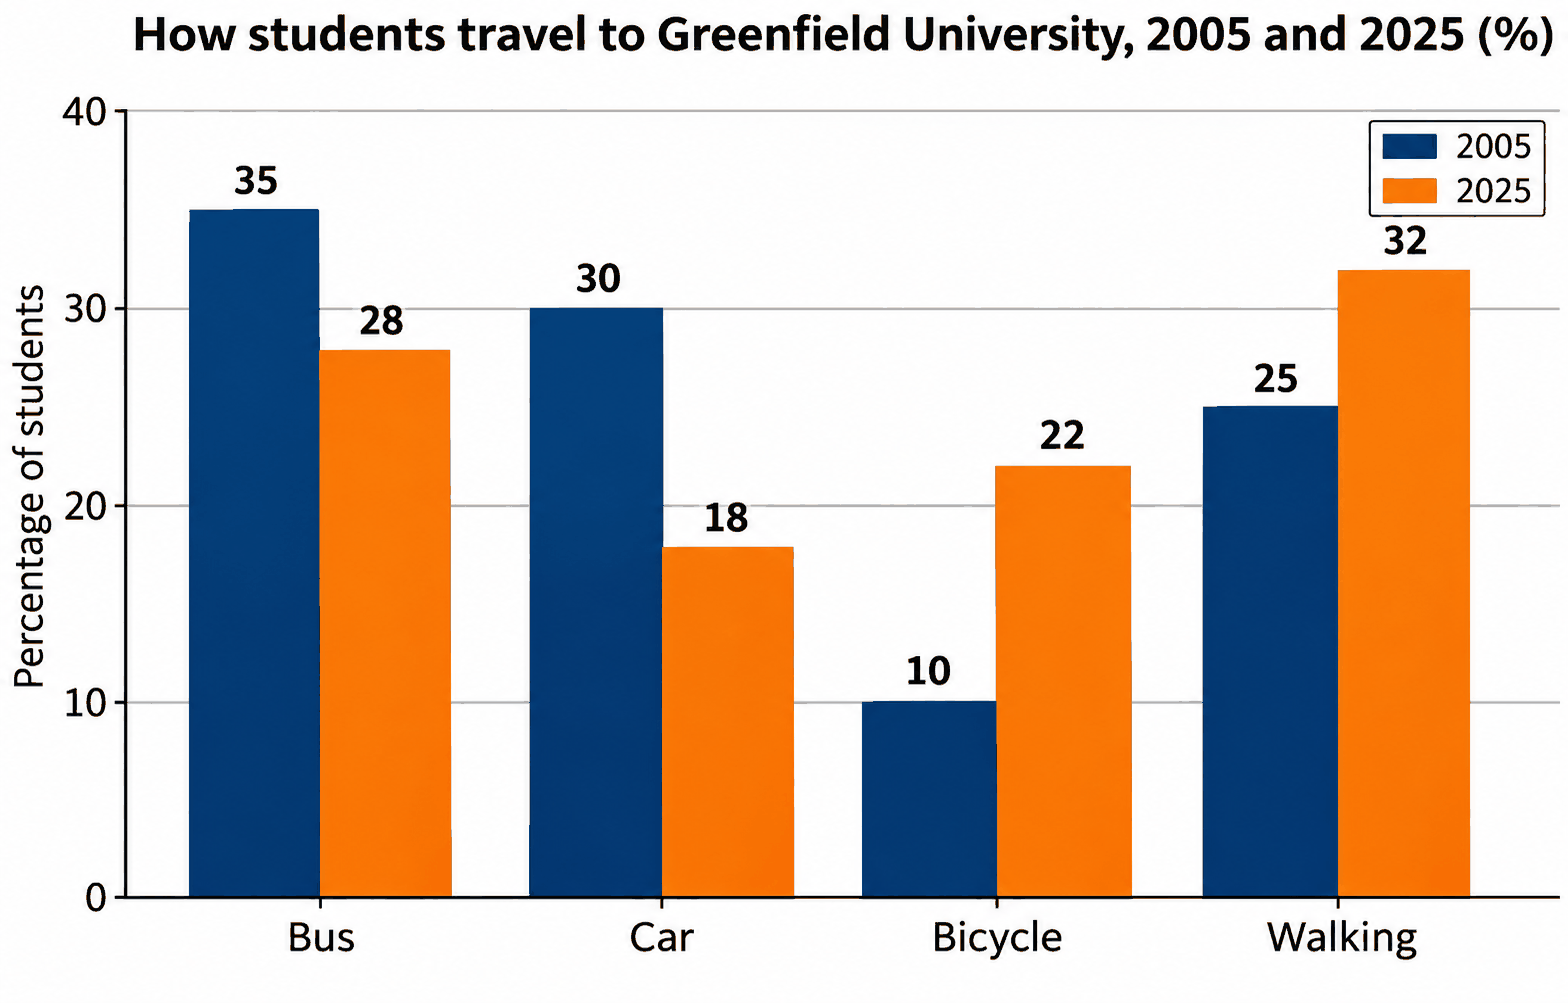 How students travel to Greenfield University, 2005 and 2025 (%)
Percentage of students
40
30
20
10
0
2005
2025
35
28
30
18
10
22
25
32
Bus
Car
Bicycle
Walking